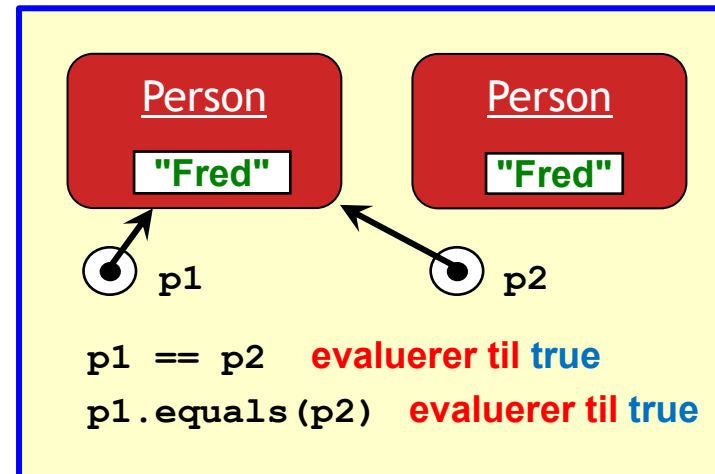 Person
Person
"Fred"
"Fred"
p1
p2
p1 == p2 evaluerer til true
p1.equals(p2) evaluerer til true